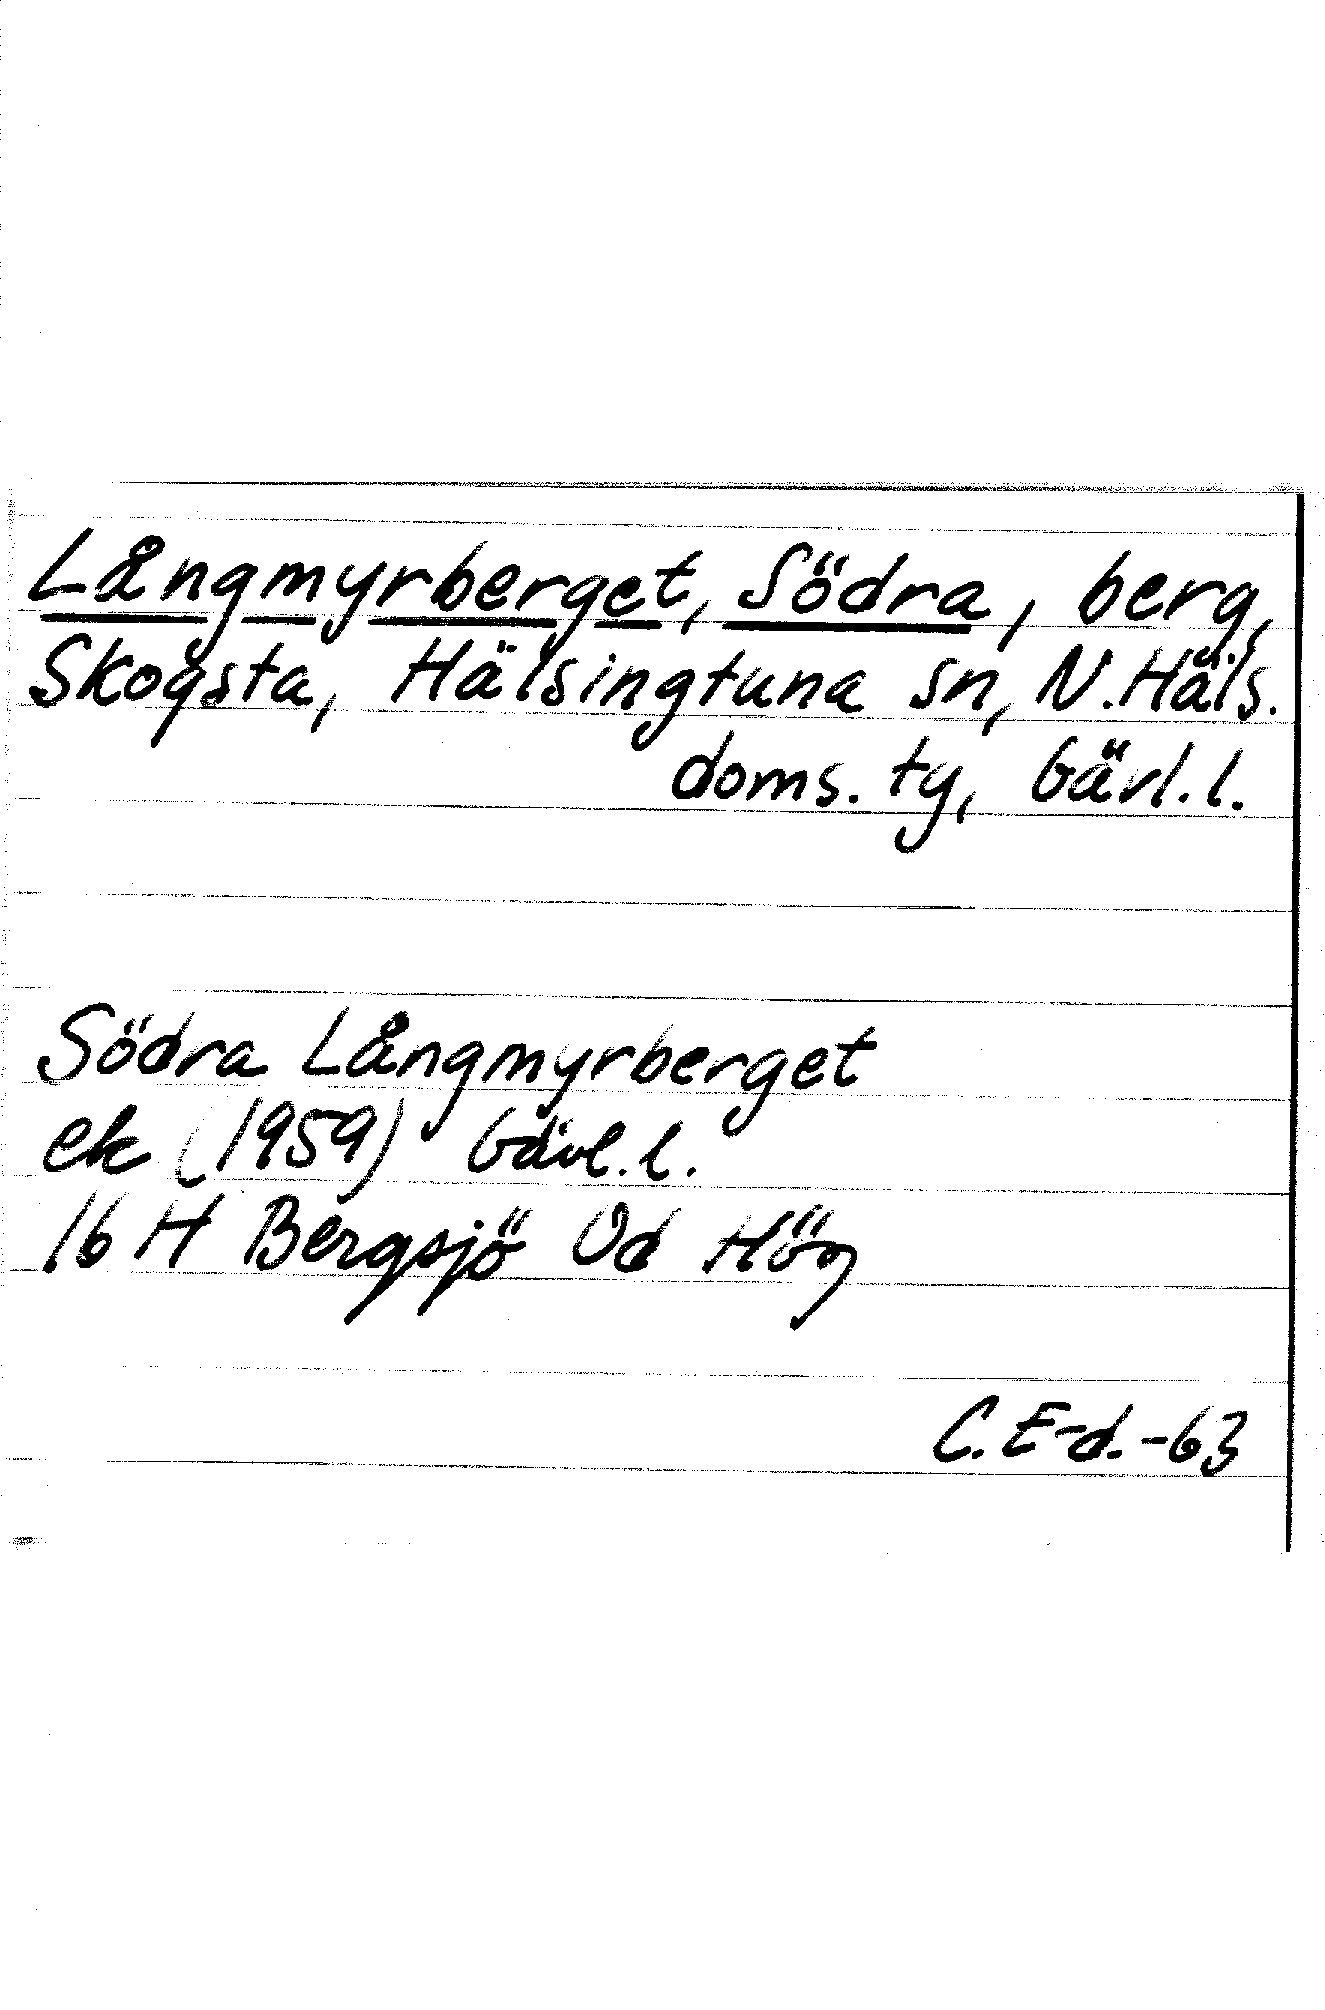 Långmyrberget, Södra, berg,
Skogsta, Hälsingtuna sn, N. Häls.
doms. ty, Gävl. l.
Södra Långmyrberget
ek (1959) Gävl. l.
16 H Bergsjö Od Hög
C. E-d. -63